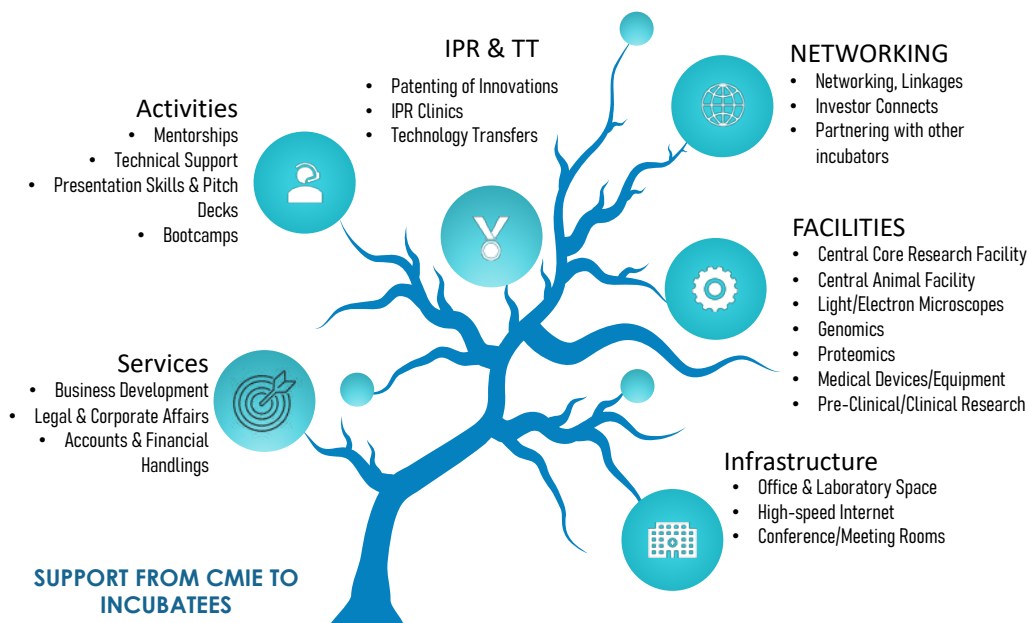 IPR & TT
• Patenting of Innovations
• IPR Clinics
• Technology Transfers
NETWORKING
• Networking, Linkages
• Investor Connects
• Partnering with other
incubators
Activities
• Mentorships
• Technical Support
• Presentation Skills & Pitch
Decks
• Bootcamps
FACILITIES
• Central Core Research Facility
• Central Animal Facility
• Light/Electron Microscopes
• Genomics
• Proteomics
• Medical Devices/Equipment
• Pre-Clinical/Clinical Research
Services
• Business Development
• Legal & Corporate Affairs
• Accounts & Financial
Handlings
Infrastructure
• Office & Laboratory Space
• High-speed Internet
• Conference/Meeting Rooms
SUPPORT FROM CMIE TO
INCUBATEES